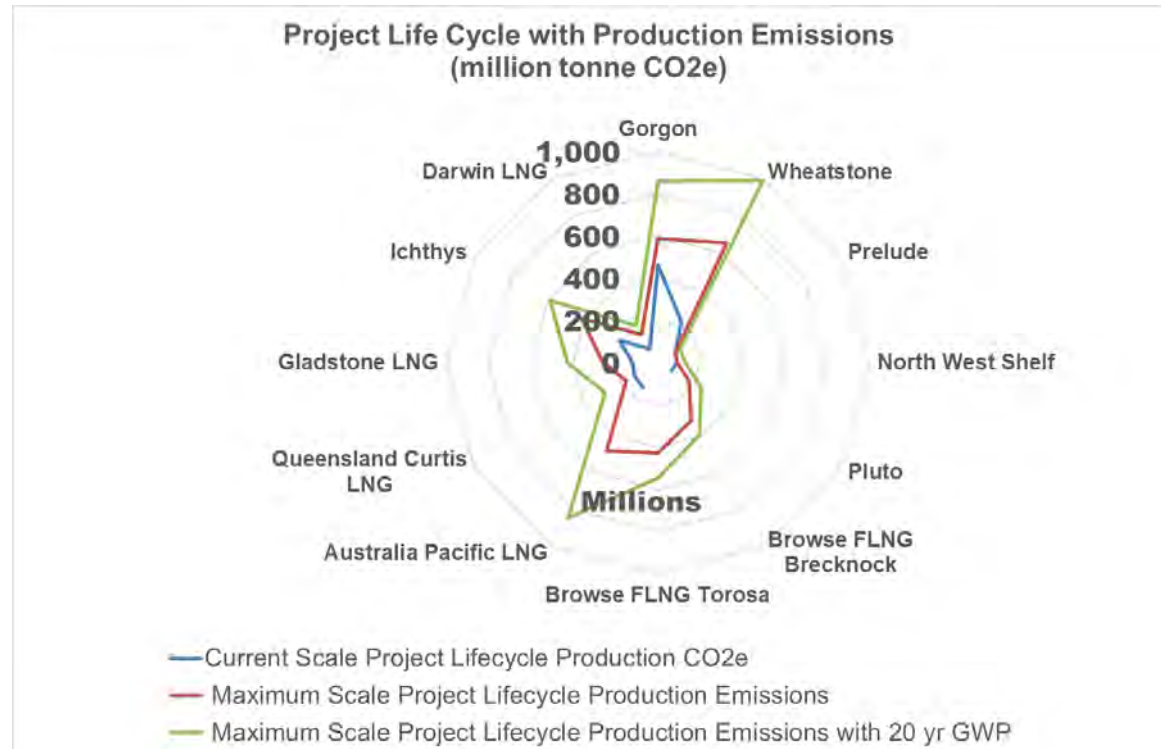 Project Life Cycle with Production Emissions
(million tonne CO2e)
Gorgon
1,000
Darwin LNG
Wheatstone
800
600
Ichthys
Prelude
400
200
Gladstone LNG
0
North West Shelf
Queensland Curtis
LNG
Pluto
Millions
Australia Pacific LNG
Browse FLNG
Brecknock
Browse FLNG Torosa
Current Scale Project Lifecycle Production CO2e
Maximum Scale Project Lifecycle Production Emissions
Maximum Scale Project Lifecycle Production Emissions with 20 yr GWP